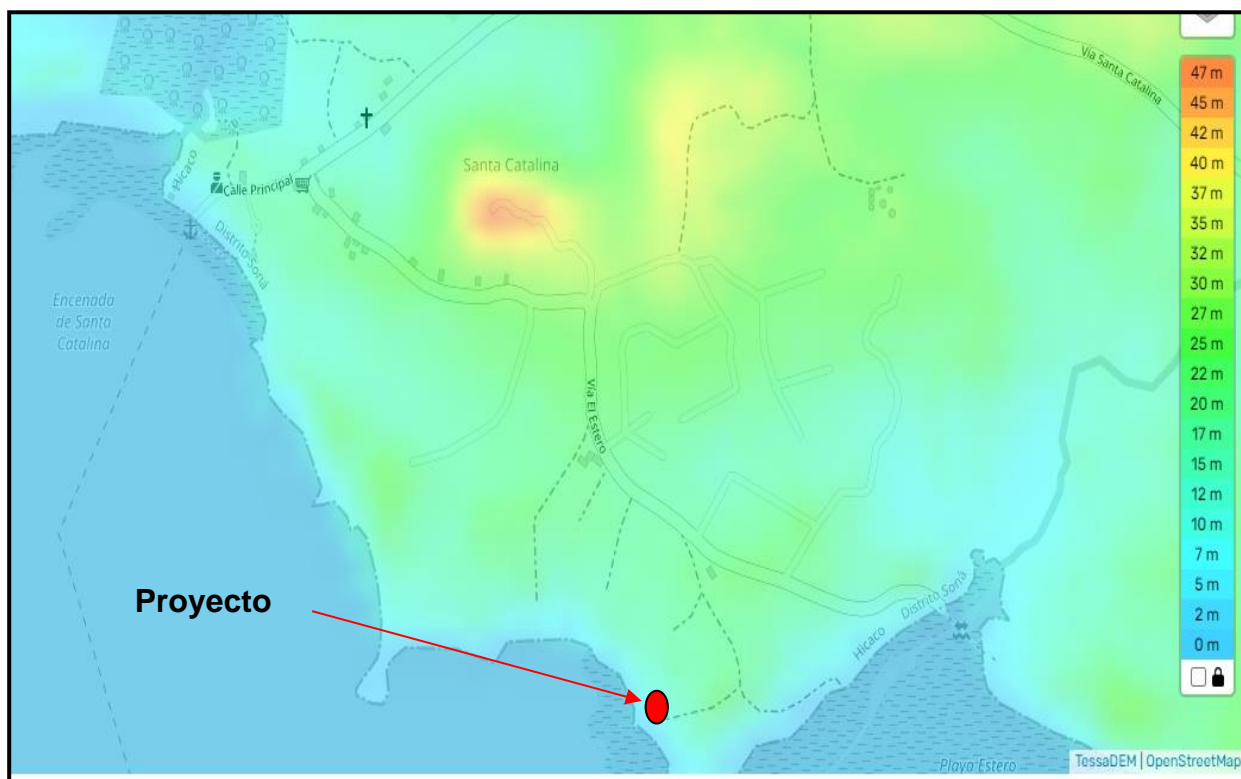 Vía Santa Catalina
Santa Catalina
Hicaco
Calle Principal
Distrito Soná
Encenada
de Santa
Catalina
Vía El Estero
Proyecto
Hicaco
Distrito Soná
Playa Estero
47 m
45 m
42 m
40 m
37 m
35 m
32 m
30 m
27 m
25 m
22 m
20 m
17 m
15 m
12 m
10 m
7 m
5 m
2 m
0 m
TessaDEM | OpenStreetMap